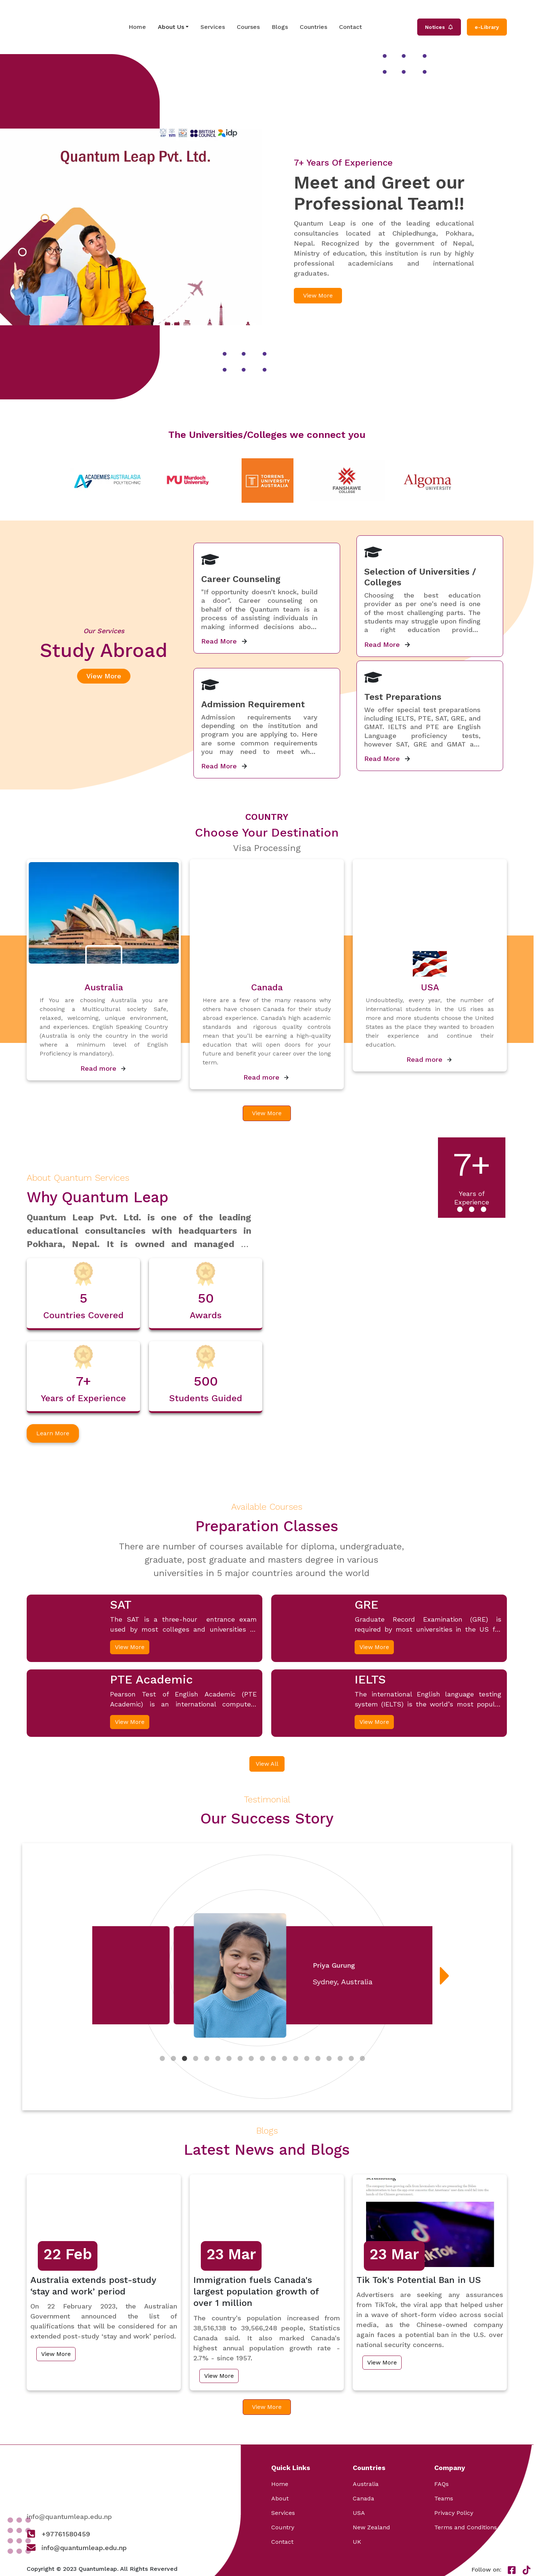 Home About Us Services Courses Blogs Countries Contact Notices e-Library
BRITISH COUNCIL idp
Quantum Leap Pvt. Ltd.
7+ Years Of Experience
Meet and Greet our
Professional Team!!
Quantum Leap is one of the leading educational
consultancies located at Chipledhunga, Pokhara,
Nepal. Recognized by the government of Nepal,
Ministry of education, this institution is run by highly
professional academicians and international
graduates.
View More
The Universities/Colleges we connect you
ACADEMIES AUSTRALASIA
POLYTECHNIC
Murdoch
University
TORRENS
UNIVERSITY
AUSTRALIA
FANSHAWE
COLLEGE
Algoma
UNIVERSITY
Our Services
Study Abroad
View More
Career Counseling
"If opportunity doesn't knock, build
a door". Career counseling on
behalf of the Quantum team is a
process of assisting individuals in
making informed decisions abo...
Read More
Selection of Universities /
Colleges
Choosing the best education
provider as per one's need is one
of the most challenging parts. The
students may struggle upon finding
a right education provid...
Read More
Admission Requirement
Admission requirements vary
depending on the institution and
program you are applying to. Here
are some common requirements
you may need to meet wh...
Read More
Test Preparations
We offer special test preparations
including IELTS, PTE, SAT, GRE, and
GMAT. IELTS and PTE are English
Language proficiency tests,
however SAT, GRE and GMAT a...
Read More
COUNTRY
Choose Your Destination
Visa Processing
Australia
If You are choosing Australia you are
choosing a Multicultural society Safe,
relaxed, welcoming, unique environment,
and experiences. English Speaking Country
(Australia is only the country in the world
where a minimum level of English
Proficiency is mandatory).
Read more
Canada
Here are a few of the many reasons why
others have chosen Canada for their study
abroad experience. Canada's high academic
standards and rigorous quality controls
mean that you'll be earning a high-quality
education that will open doors for your
future and benefit your career over the long
term.
Read more
USA
Undoubtedly, every year, the number of
international students in the US rises as
more and more students choose the United
States as the place they wanted to broaden
their experience and continue their
education.
Read more
View More
7+
Years of
Experience
About Quantum Services
Why Quantum Leap
Quantum Leap Pvt. Ltd. is one of the leading
educational consultancies with headquarters in
Pokhara, Nepal. It is owned and managed ...
5
Countries Covered
50
Awards
7+
Years of Experience
500
Students Guided
Learn More
Available Courses
Preparation Classes
There are number of courses available for diploma, undergraduate,
graduate, post graduate and masters degree in various
universities in 5 major countries around the world
SAT
The SAT is a three-hour entrance exam
used by most colleges and universities ...
View More
GRE
Graduate Record Examination (GRE) is
required by most universities in the US f...
View More
PTE Academic
Pearson Test of English Academic (PTE
Academic) is an international compute...
View More
IELTS
The international English language testing
system (IELTS) is the world's most popul...
View More
View All
Testimonial
Our Success Story
Priya Gurung
Sydney, Australia
Blogs
Latest News and Blogs
22 Feb
Australia extends post-study
'stay and work' period
On 22 February 2023, the Australian
Government announced the list of
qualifications that will be considered for an
extended post-study 'stay and work' period.
View More
23 Mar
Immigration fuels Canada's
largest population growth of
over 1 million
The country's population increased from
38,516,138 to 39,566,248 people, Statistics
Canada said. It also marked Canada's
highest annual population growth rate -
2.7% - since 1957.
View More
TikTok
23 Mar
Tik Tok's Potential Ban in US
Advertisers are seeking any assurances
from TikTok, the viral app that helped usher
in a wave of short-form video across social
media, as the Chinese-owned company
again faces a potential ban in the U.S. over
national security concerns.
View More
View More
info@quantumleap.edu.np
+97761580459
info@quantumleap.edu.np
Quick Links
Home
About
Services
Country
Contact
Countries
Australia
Canada
USA
New Zealand
UK
Company
FAQs
Teams
Privacy Policy
Terms and Conditions
Copyright © 2023 Quantumleap. All Rights Reserved
Follow on: